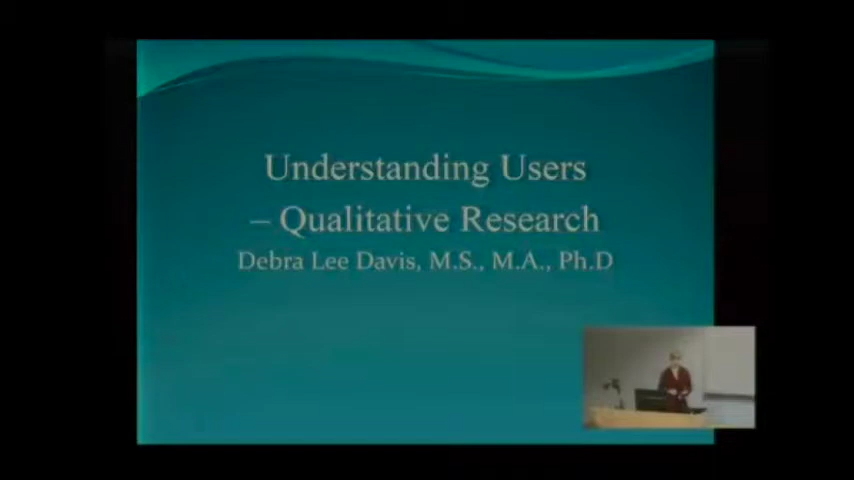 Understanding Users
– Qualitative Research
Debra Lee Davis, M.S., M.A., Ph.D